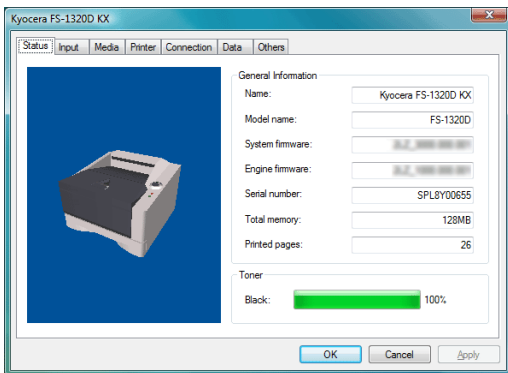 Kyocera FS-1320D KX
Status Input Media Printer Connection Data Others
General Information
Name: Kyocera FS-1320D KX
Model name: FS-1320D
System firmware:
Engine firmware:
Serial number: SPL8Y00655
Total memory: 128MB
Printed pages: 26
Toner
Black: 100%
OK Cancel Apply